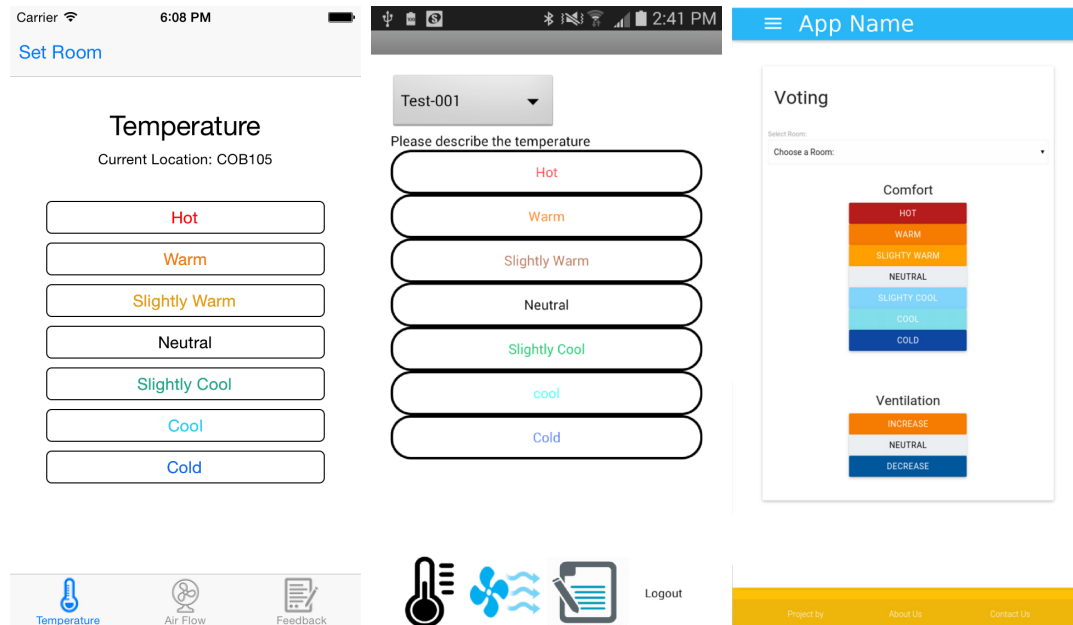 Carrier 6:08 PM
Set Room
Temperature
Current Location: COB105
Hot
Warm
Slightly Warm
Neutral
Slightly Cool
Cool
Cold
Temperature Air Flow Feedback
2:41 PM
Test-001
Please describe the temperature
Hot
Warm
Slightly Warm
Neutral
Slightly Cool
cool
Cold
Logout
App Name
Voting
Select Room:
Choose a Room:
Comfort
HOT
WARM
SLIGHTY WARM
NEUTRAL
SLIGHTY COOL
COOL
COLD
Ventilation
INCREASE
NEUTRAL
DECREASE
Project by About Us Contact Us